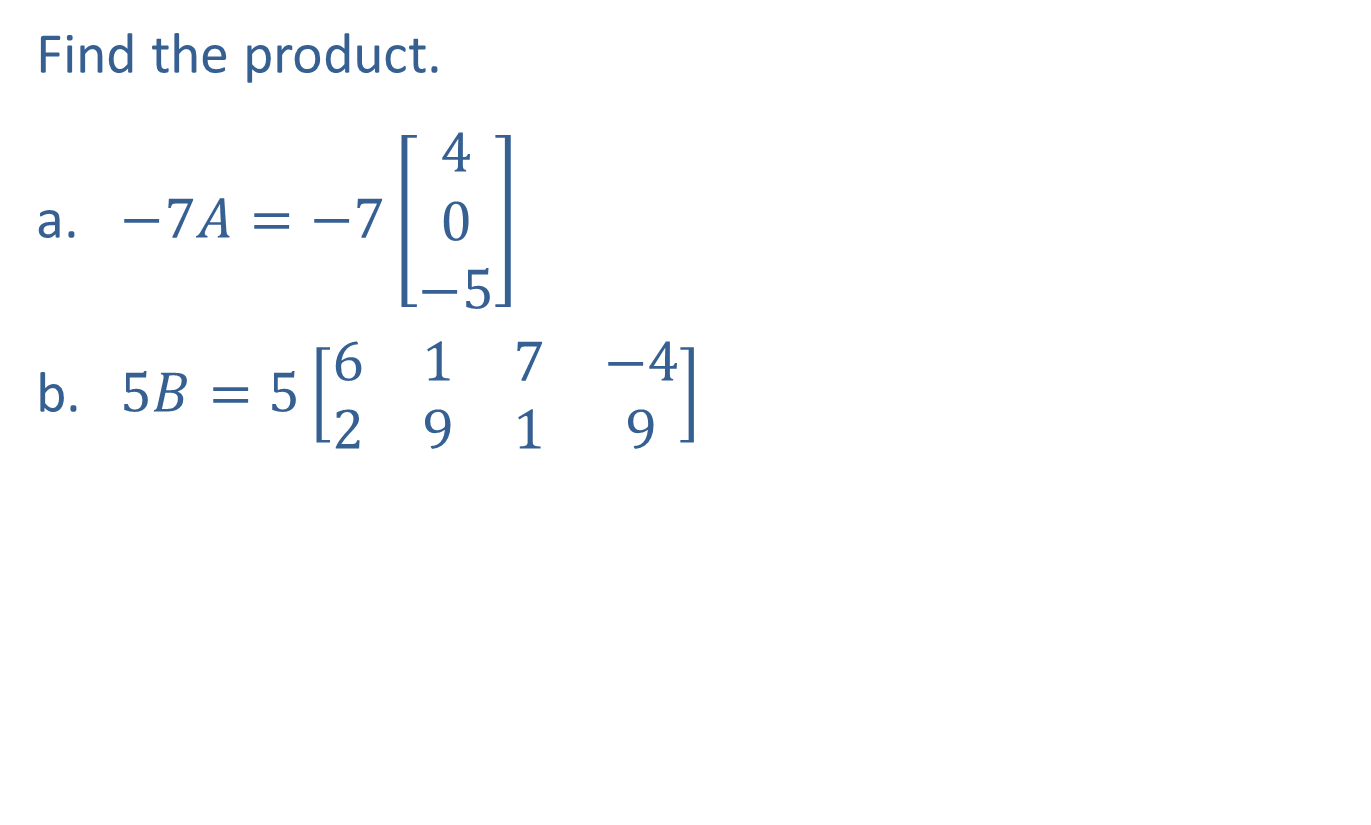 Find the product.
a. −7A = −7 [4
0
−5]
b. 5B = 5 [6 1 7 −4
2 9 1 9]